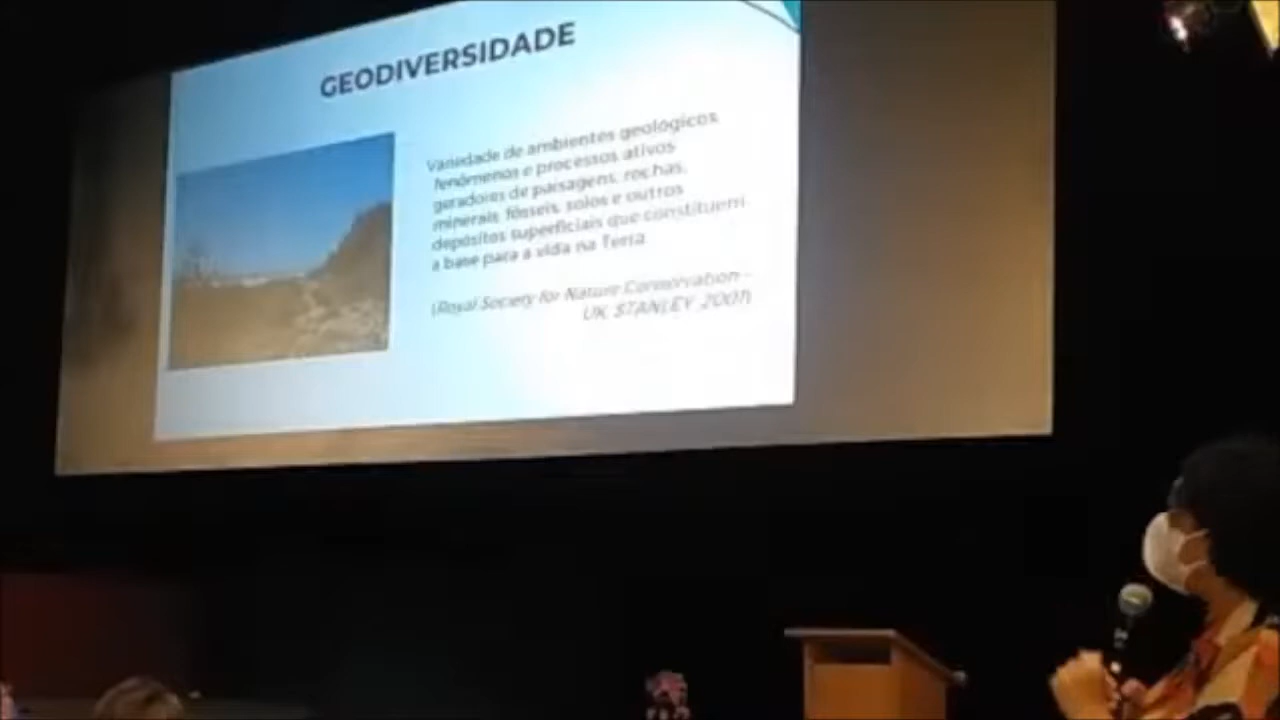 GEODIVERSIDADE
Variedade de ambientes geológicos,
fenômenos e processos ativos
geradores de paisagens, rochas,
minerais, fósseis, solos e outros
depósitos superficiais que constituem
a base para a vida na Terra
(Royal Society for Nature Conservation -
UK, STANLEY, 2001)